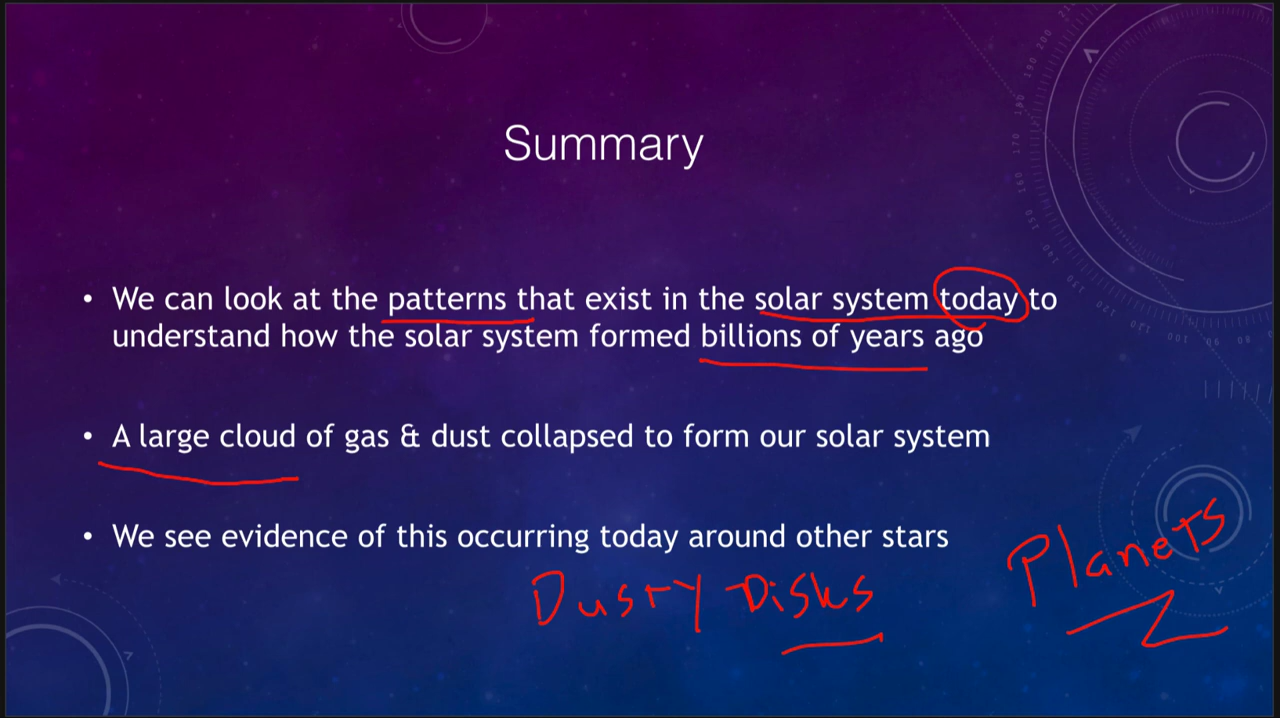 Summary
• We can look at the patterns that exist in the solar system today to
understand how the solar system formed billions of years ago
• A large cloud of gas & dust collapsed to form our solar system
• We see evidence of this occurring today around other stars
Dusty Disks
Planets